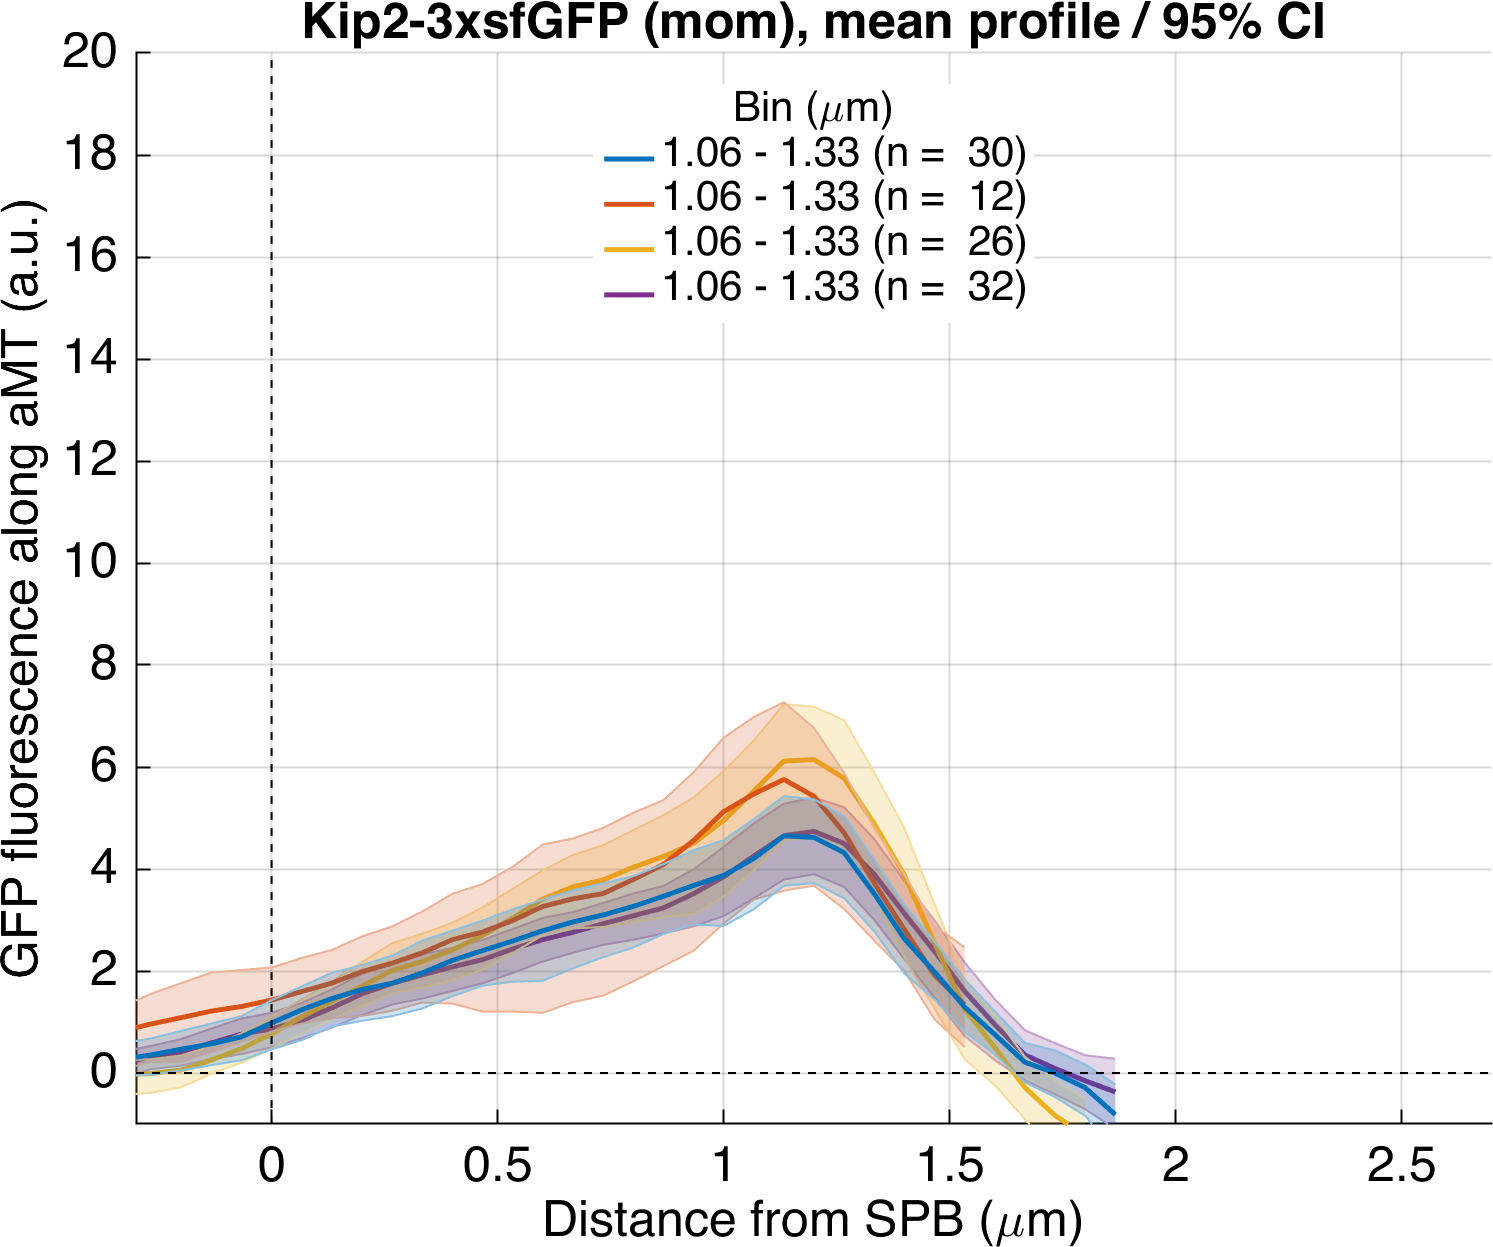 Kip2-3xsfGFP (mom), mean profile / 95% CI
GFP fluorescence along aMT (a.u.)
20
18
16
14
12
10
8
6
4
2
0
Bin (μm)
1.06 - 1.33 (n = 30)
1.06 - 1.33 (n = 12)
1.06 - 1.33 (n = 26)
1.06 - 1.33 (n = 32)
0 0.5 1 1.5 2 2.5
Distance from SPB (μm)